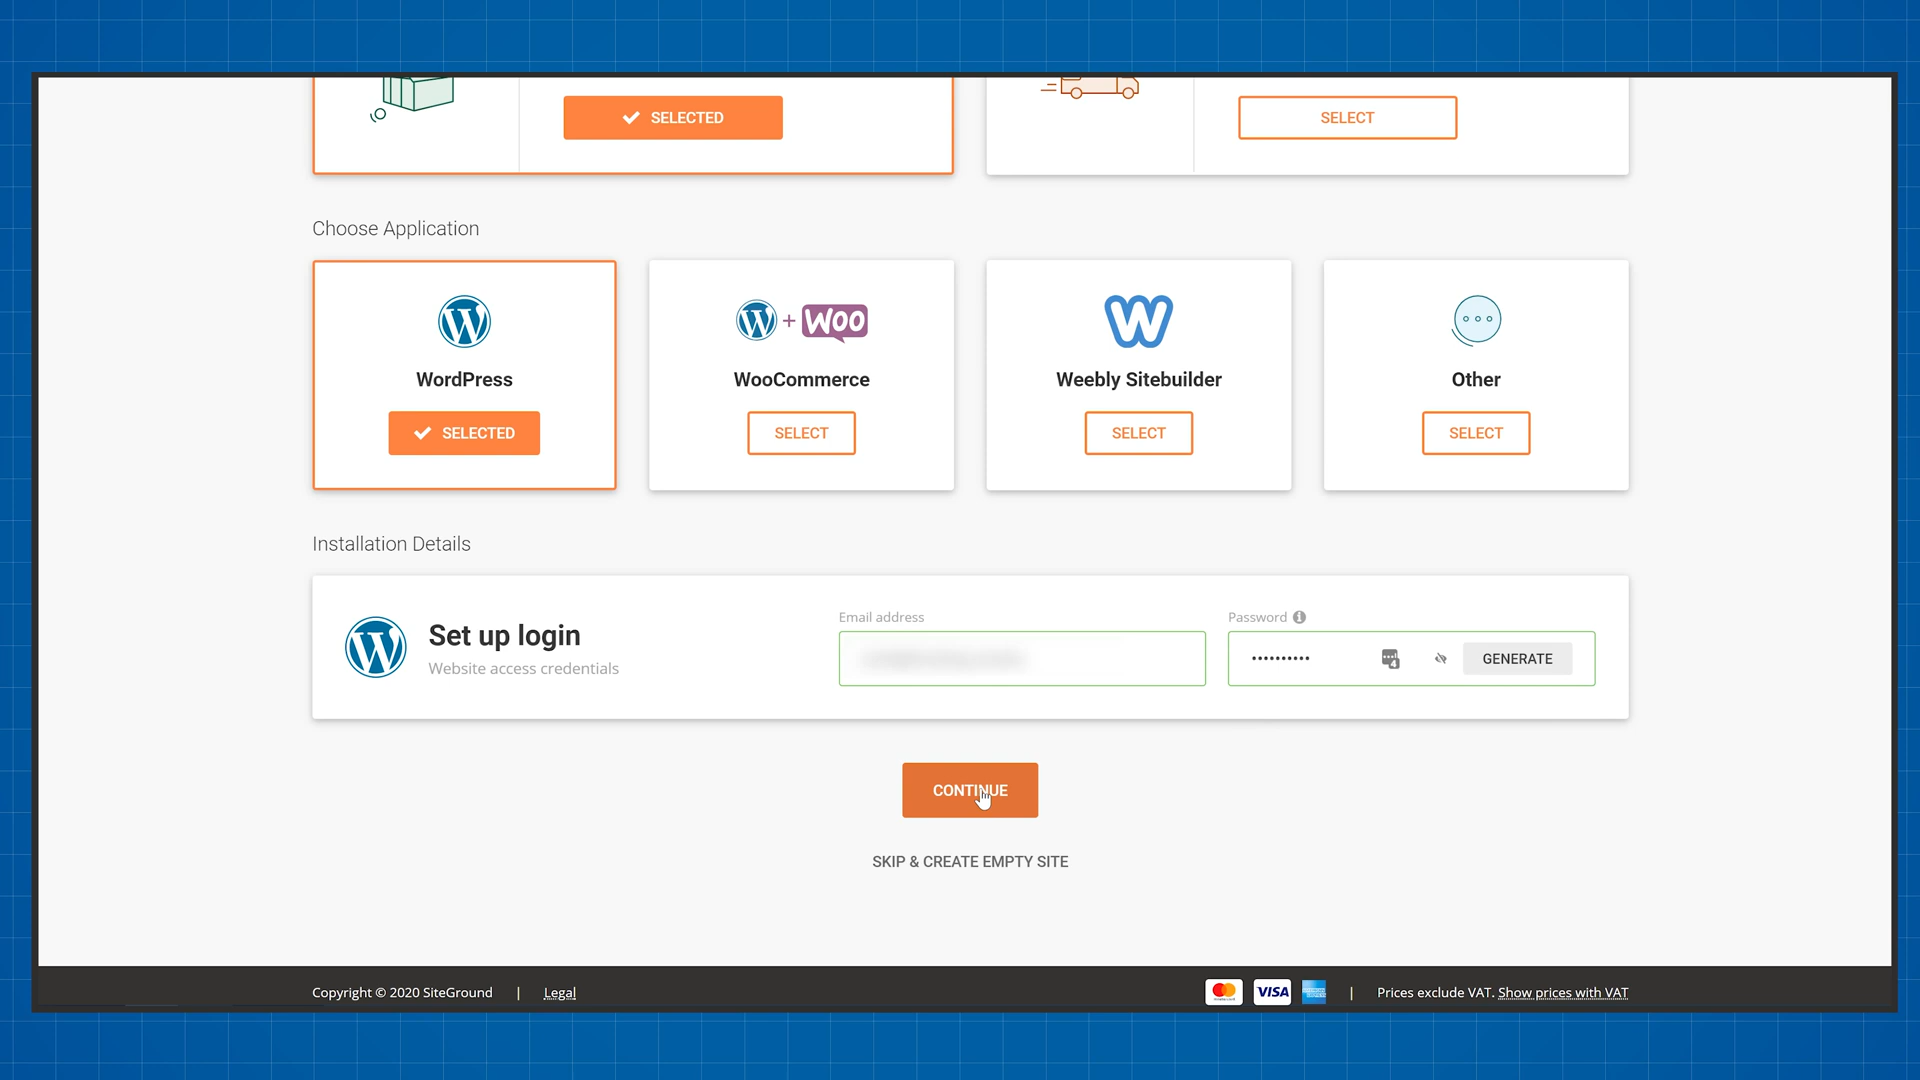 SELECTED
SELECT
Choose Application
+ WOO
WordPress
WooCommerce
Weebly Sitebuilder
Other
SELECTED
SELECT
SELECT
SELECT
Installation Details
Set up login
Website access credentials
Email address
Password
••••••••••
4
GENERATE
CONTINUE
SKIP & CREATE EMPTY SITE
Copyright © 2020 SiteGround | Legal
VISA | Prices exclude VAT. Show prices with VAT